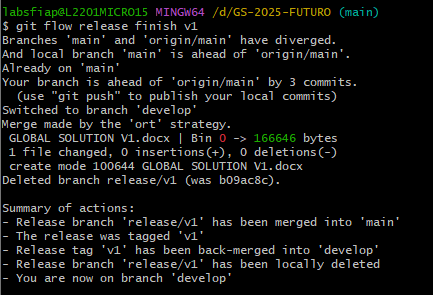 labsfiap@L2201MICRO15 MINGW64 /d/GS-2025-FUTURO (main)
$ git flow release finish v1
Branches 'main' and 'origin/main' have diverged.
And local branch 'main' is ahead of 'origin/main'.
Already on 'main'
Your branch is ahead of 'origin/main' by 3 commits.
  (use "git push" to publish your local commits)
Switched to branch 'develop'
Merge made by the 'ort' strategy.
 GLOBAL SOLUTION V1.docx | Bin 0 -> 166646 bytes
 1 file changed, 0 insertions(+), 0 deletions(-)
 create mode 100644 GLOBAL SOLUTION V1.docx
Deleted branch release/v1 (was b09ac8c).

Summary of actions:
- Release branch 'release/v1' has been merged into 'main'
- The release was tagged 'v1'
- Release tag 'v1' has been back-merged into 'develop'
- Release branch 'release/v1' has been locally deleted
- You are now on branch 'develop'